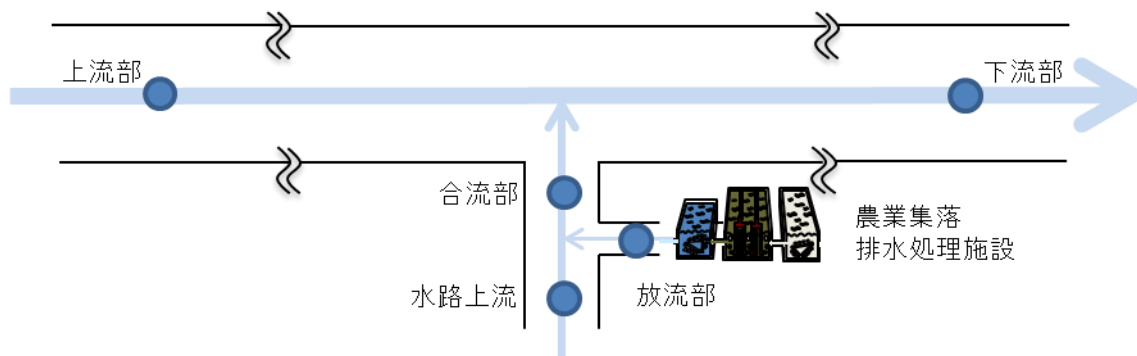 上流部
下流部
合流部
農業集落
排水処理施設
水路上流
放流部